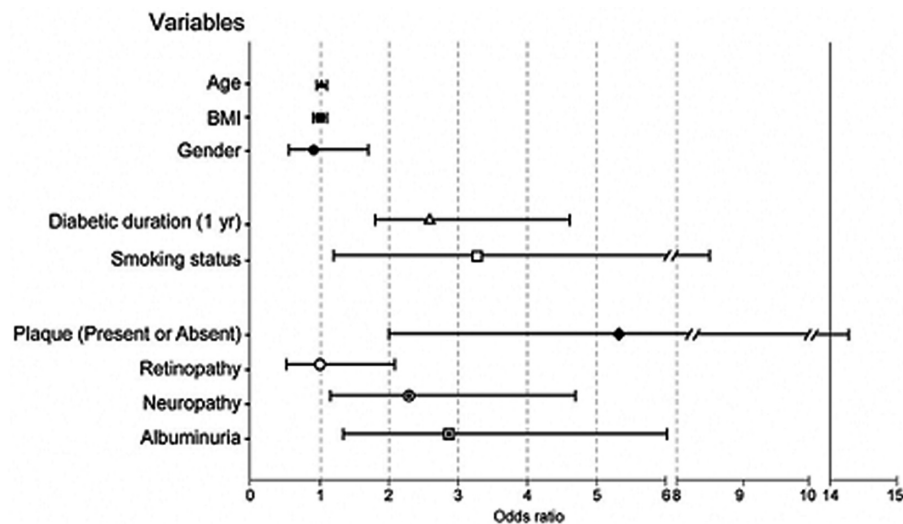 Variables
Age
BMI
Gender
Diabetic duration (1 yr)
Smoking status
Plaque (Present or Absent)
Retinopathy
Neuropathy
Albuminuria
0 1 2 3 4 5 6 8 9 10 14 15
Odds ratio